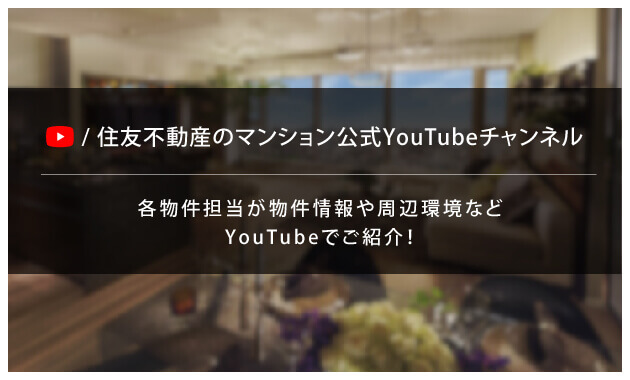 / 住友不動産のマンション公式YouTubeチャンネル
各物件担当が物件情報や周辺環境など
YouTubeでご紹介！